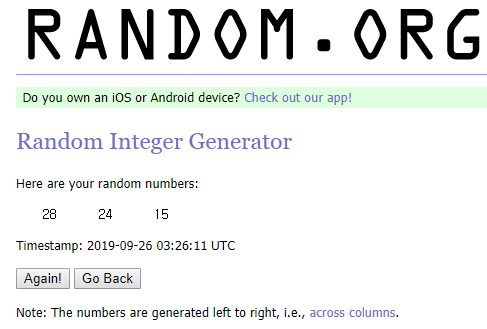 RANDOM.ORG
Do you own an iOS or Android device? Check out our app!
Random Integer Generator
Here are your random numbers:
28 24 15
Timestamp: 2019-09-26 03:26:11 UTC
Again! Go Back
Note: The numbers are generated left to right, i.e., across columns.